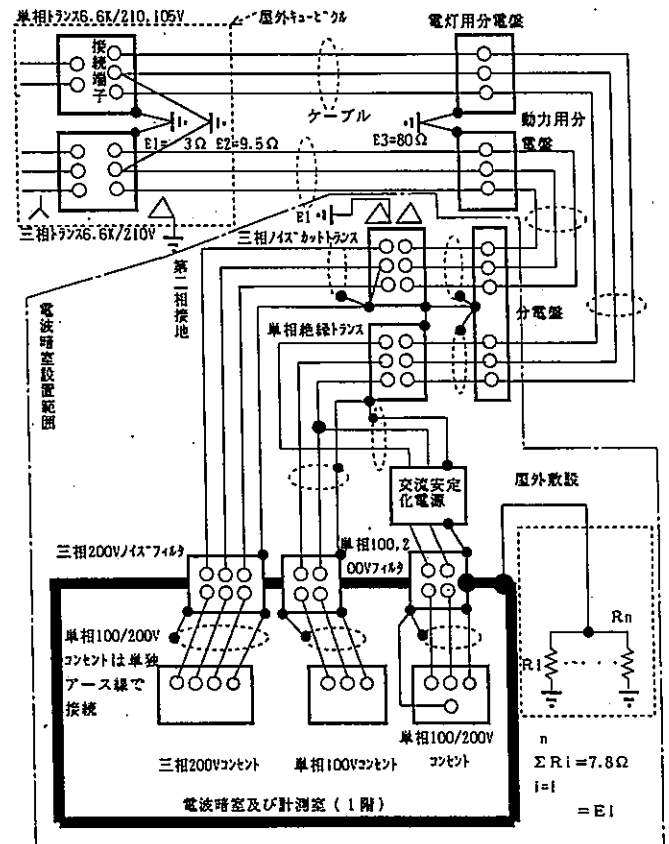 単相トランス6.6K/210,105V
屋外キュービクル
電灯用分電盤
接続端子
ケーブル
E1= 3Ω
E2=9.5Ω
E3=80Ω
動力用分
電盤
三相トランス6.6K/210V
第二相接地
E1
三相ノイズカットトランス
分電盤
単相絶縁トランス
電波暗室設置範囲
交流安定
化電源
屋外敷設
三相200Vノイズフィルタ
単相100,2
00Vフィルタ
R1
Rn
単相100/200V
コンセントは単独
アース線で
接続
三相200Vコンセント
単相100Vコンセント
単相100/200V
コンセント
電波暗室及び計測室(1階)
n
ΣRi=7.8Ω
i=1
=E1